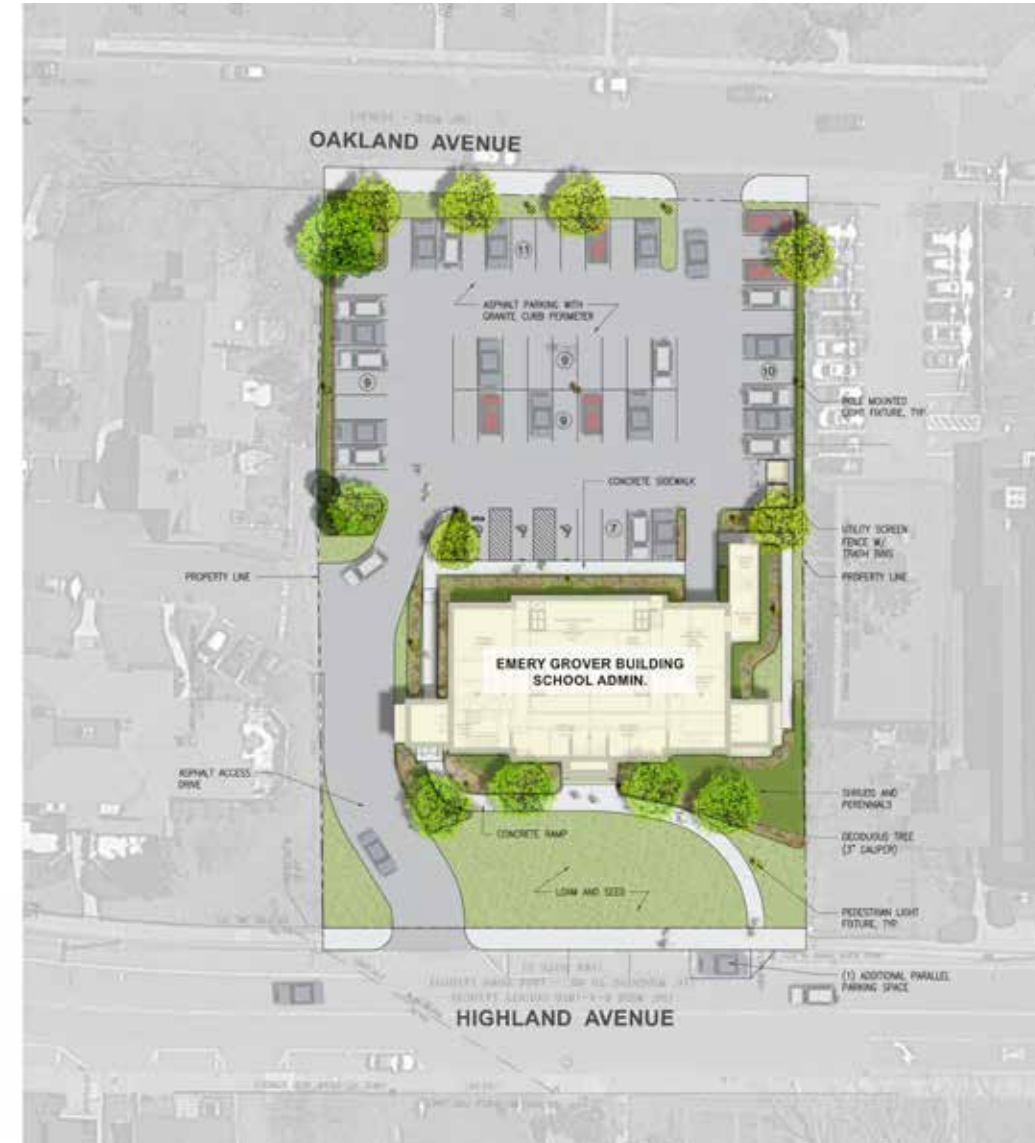 OAKLAND AVENUE
11
ASPHALT PARKING WITH
GRANITE CURB PERIMETER
9
9
10
9
POLE MOUNTED
LIGHT FIXTURE, TYP.
CONCRETE SIDEWALK
7
UTILITY SCREEN
FENCE W/
TRASH BINS
PROPERTY LINE
PROPERTY LINE
EMERY GROVER BUILDING
SCHOOL ADMIN.
ASPHALT ACCESS
DRIVE
SHRUBS AND
PERENNIALS
CONCRETE RAMP
DECIDUOUS TREE
(3" CALIPER)
LOAM AND SEED
PEDESTRIAN LIGHT
FIXTURE, TYP.
(1) ADDITIONAL PARALLEL
PARKING SPACE
HIGHLAND AVENUE